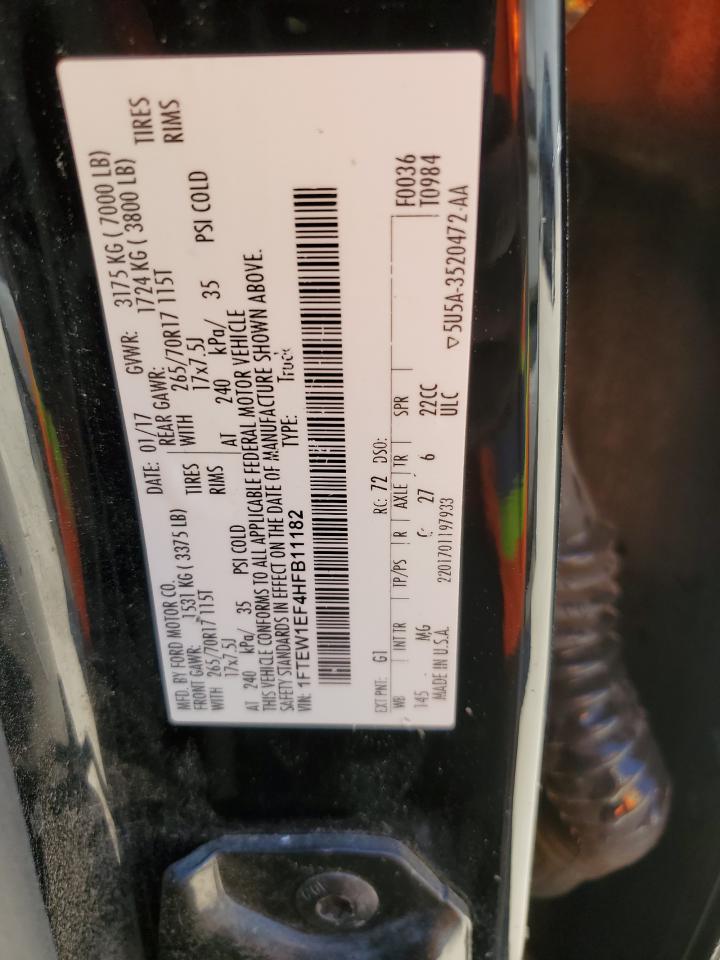 MFD. BY FORD MOTOR CO. DATE: 01/17 GVWR: 3175 KG ( 7000 LB)
FRONT GAWR: 1531 KG ( 3375 LB) REAR GAWR: 1724 KG ( 3800 LB)
WITH 265/70R17 115T TIRES WITH 265/70R17 115T TIRES
17x7.5J RIMS 17x7.5J RIMS
AT 240 kPa/ 35 PSI COLD AT 240 kPa/ 35 PSI COLD
THIS VEHICLE CONFORMS TO ALL APPLICABLE FEDERAL MOTOR VEHICLE
SAFETY STANDARDS IN EFFECT ON THE DATE OF MANUFACTURE SHOWN ABOVE.
VIN: 1FTEW1EF4HFB11182 TYPE: Truck
EXT PNT: G1 RC: 72 DSO: F0036
WB INT TR TP/PS R AXLE TR SPR T0984
145 MG C 27 6 22CC
MADE IN U.S.A. 2201701197933 ULC ▽5U5A-3520472-AA